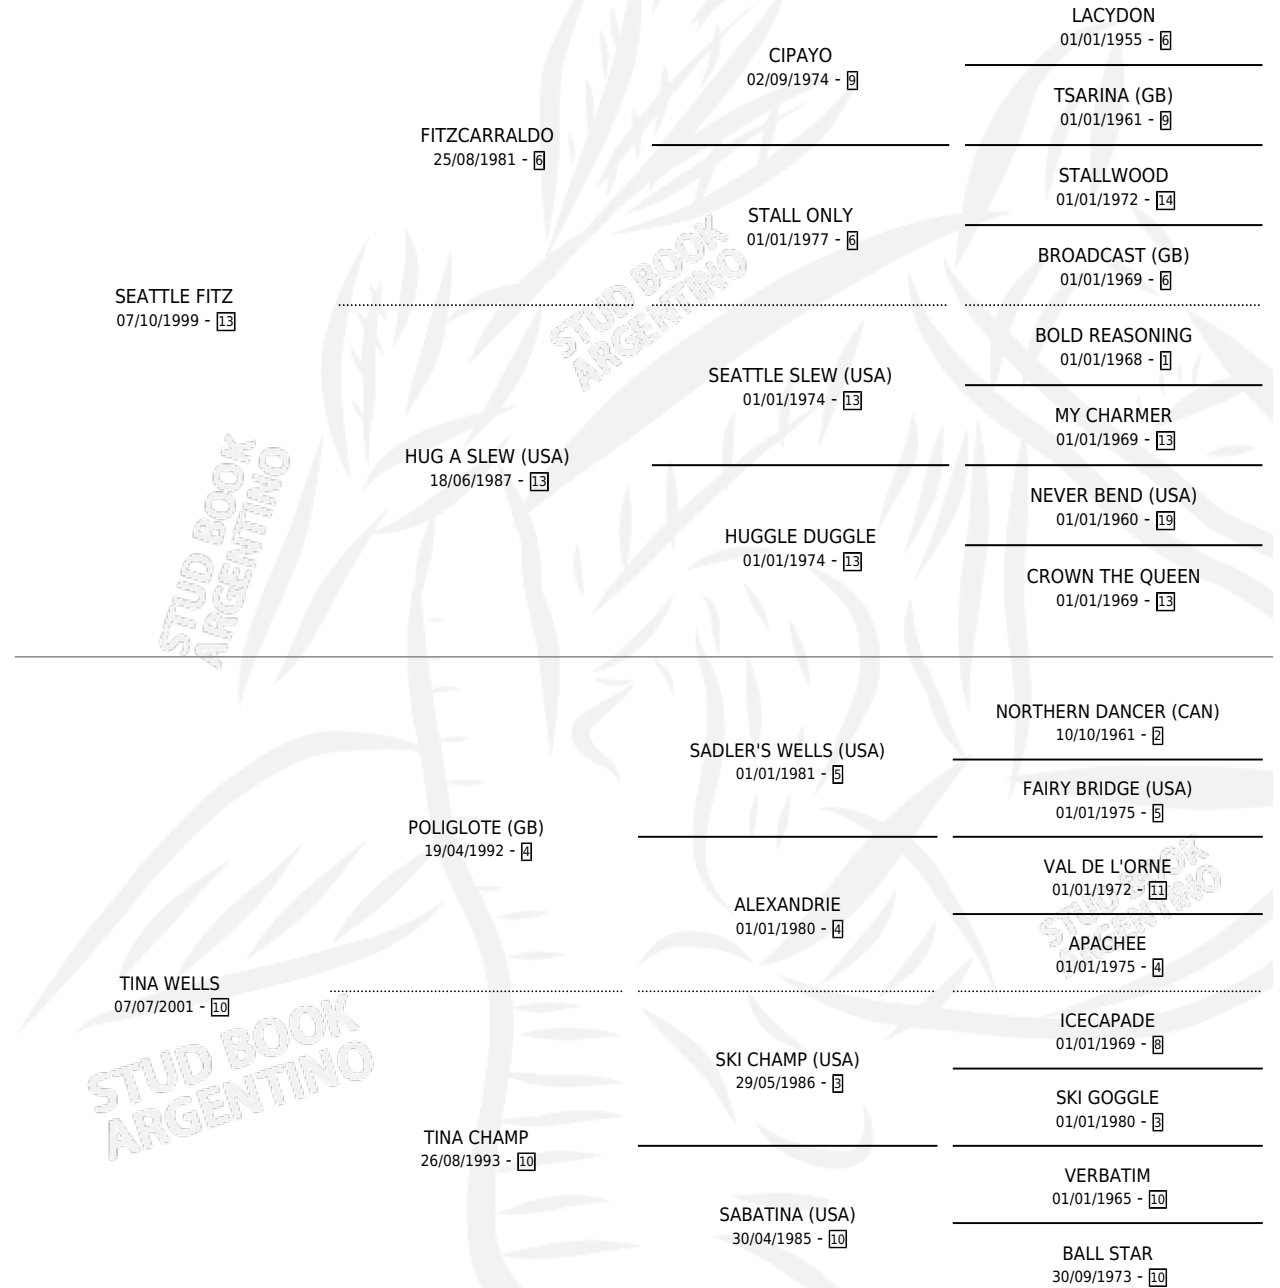 LACYDON
01/01/1955 - 6
CIPAYO
02/09/1974 - 9
TSARINA (GB)
01/01/1961 - 9
FITZCARRALDO
25/08/1981 - 6
STALLWOOD
01/01/1972 - 14
STALL ONLY
01/01/1977 - 6
BROADCAST (GB)
01/01/1969 - 6
SEATTLE FITZ
07/10/1999 - 13
BOLD REASONING
01/01/1968 - 1
SEATTLE SLEW (USA)
01/01/1974 - 13
MY CHARMER
01/01/1969 - 13
HUG A SLEW (USA)
18/06/1987 - 13
NEVER BEND (USA)
01/01/1960 - 19
HUGGLE DUGGLE
01/01/1974 - 13
CROWN THE QUEEN
01/01/1969 - 13
NORTHERN DANCER (CAN)
10/10/1961 - 2
SADLER'S WELLS (USA)
01/01/1981 - 5
FAIRY BRIDGE (USA)
01/01/1975 - 5
POLIGLOTE (GB)
19/04/1992 - 4
VAL DE L'ORNE
01/01/1972 - 11
ALEXANDRIE
01/01/1980 - 4
APACHEE
01/01/1975 - 4
TINA WELLS
07/07/2001 - 10
ICECAPADE
01/01/1969 - 8
SKI CHAMP (USA)
29/05/1986 - 3
SKI GOGGLE
01/01/1980 - 3
TINA CHAMP
26/08/1993 - 10
VERBATIM
01/01/1965 - 10
SABATINA (USA)
30/04/1985 - 10
BALL STAR
30/09/1973 - 10
STUD BOOK
ARGENTINO
STUD BOOK
ARGENTINO
STUD BOOK
ARGENTINO
STUD BOOK
ARGENTINO